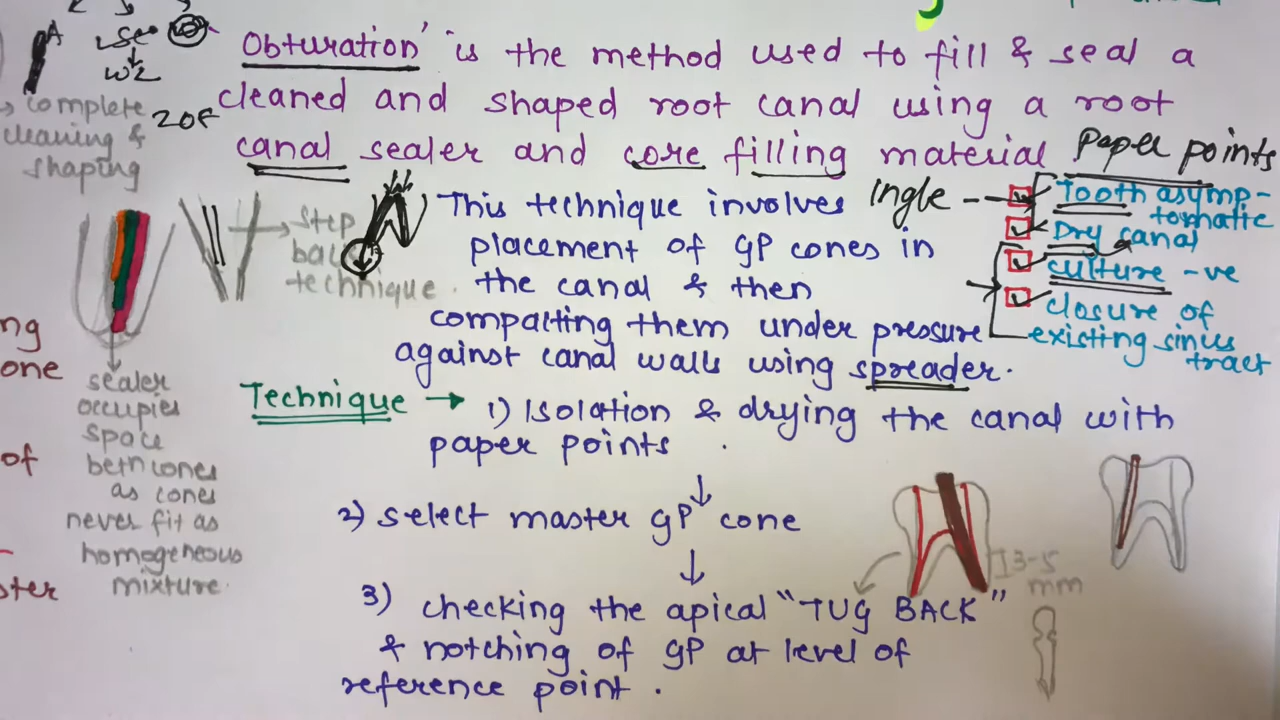 Obturation' is the method used to fill & seal a
cleaned and shaped root canal using a root
canal sealer and core filling material
Paper points
A
w2
20F
→ complete
cleaning &
shaping
step
back
technique.
This technique involves
placement of GP cones in
the canal & then
compacting them under pressure
against canal walls using spreader.
Ingle
Tooth asymp-
tomatic
Dry canal
culture -ve
closure of
existing sinus
tract
ng
one
of
ster
sealer
occupies
space
betn cones
as cones
never fit as
homogeneous
mixture.
Technique → 1) Isolation & drying the canal with
paper points
2) select master GP cone
3) checking the apical "TUG BACK"
& notching of GP at level of
reference point.
3-5
mm